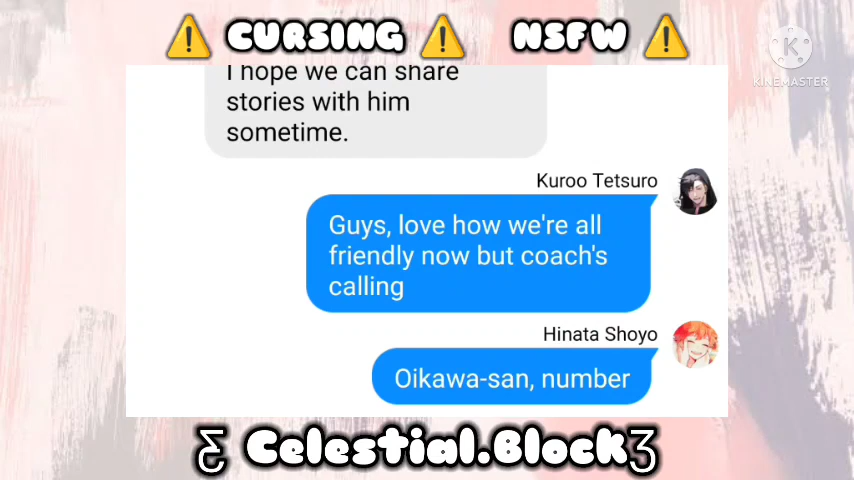 ⚠️ CURSING ⚠️ NSFW ⚠️
K
KINEMASTER
I hope we can share
stories with him
sometime.
Kuroo Tetsuro
Guys, love how we're all
friendly now but coach's
calling
Hinata Shoyo
Oikawa-san, number
Ƹ Celestial.BlockƷ